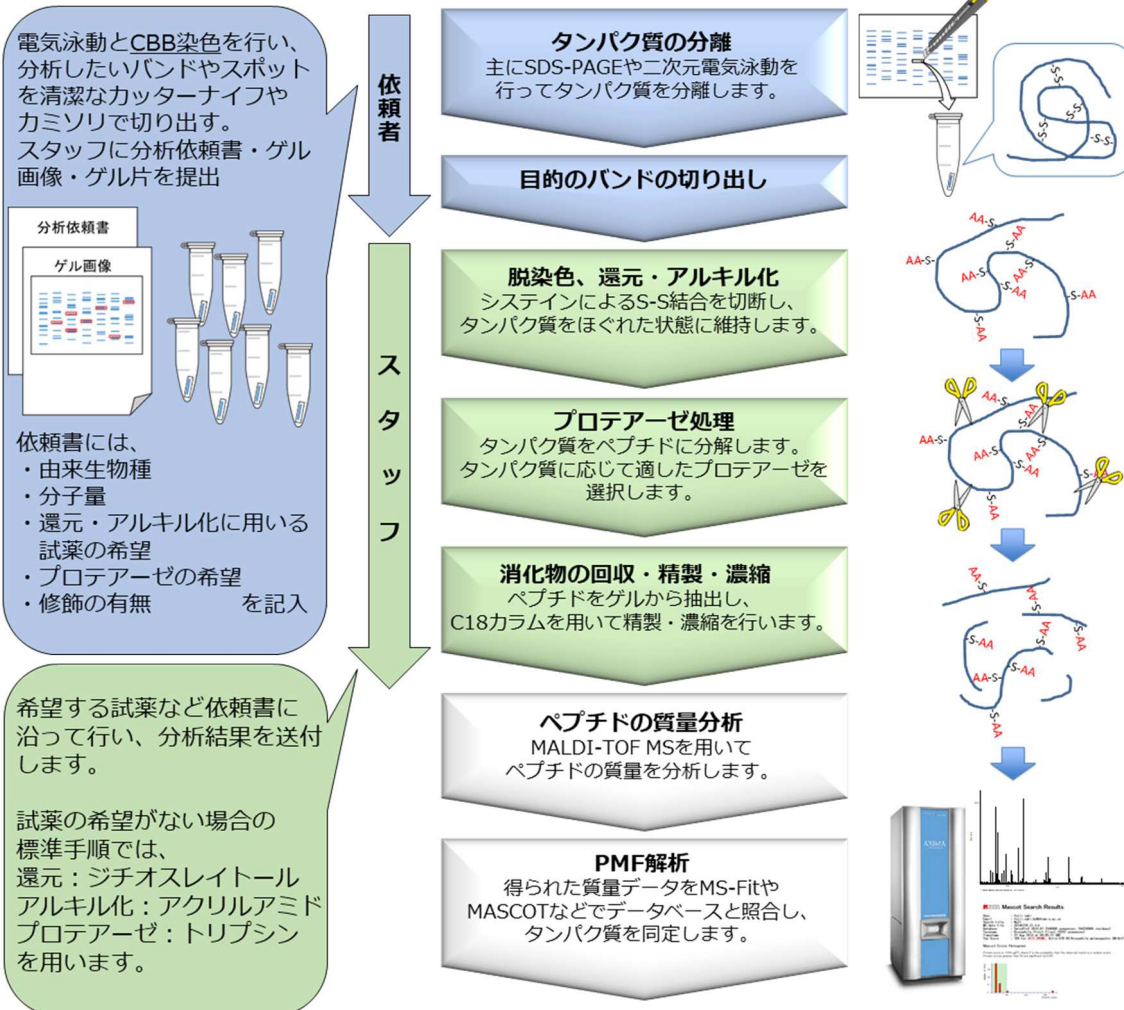 電気泳動とCBB染色を行い、
分析したいバンドやスポット
を清潔なカッターナイフや
カミソリで切り出す。
スタッフに分析依頼書・ゲル
画像・ゲル片を提出
分析依頼書
ゲル画像
依頼書には、
・由来生物種
・分子量
・還元・アルキル化に用いる
試薬の希望
・プロテアーゼの希望
・修飾の有無 を記入
希望する試薬など依頼書に
沿って行い、分析結果を送付
します。
試薬の希望がない場合の
標準手順では、
還元：ジチオスレイトール
アルキル化：アクリルアミド
プロテアーゼ：トリプシン
を用います。
依頼者
スタッフ
タンパク質の分離
主にSDS-PAGEや二次元電気泳動を
行ってタンパク質を分離します。
目的のバンドの切り出し
脱染色、還元・アルキル化
システインによるS-S結合を切断し、
タンパク質をほぐれた状態に維持します。
プロテアーゼ処理
タンパク質をペプチドに分解します。
タンパク質に応じて適したプロテアーゼを
選択します。
消化物の回収・精製・濃縮
ペプチドをゲルから抽出し、
C18カラムを用いて精製・濃縮を行います。
ペプチドの質量分析
MALDI-TOF MSを用いて
ペプチドの質量を分析します。
PMF解析
得られた質量データをMS-Fitや
MASCOTなどでデータベースと照合し、
タンパク質を同定します。
-S-S-
-S-S-
-S-S-
AA-S-
-S-AA
AA-S-
AA-S-
-S-AA
-S-AA
-S-AA
-S-AA
AA-S-
-S-AA
AA-S-
AA-S-
-S-AA
-S-AA
-S-AA
-S-AA
AA-S-
AA-S-
-S-AA
-S-AA
-S-AA
AA-S-
-S-AA
-S-AA
AXIMA
Mascot Search Results